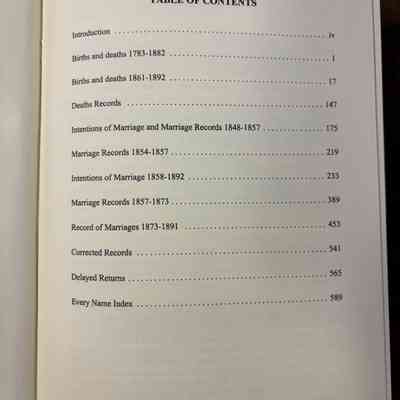 TABLE OF CONTENTS
Introduction ........ iv
Births and deaths 1783-1882 ........ 1
Births and deaths 1861-1892 ........ 17
Deaths Records ........ 147
Intentions of Marriage and Marriage Records 1848-1857 ........ 175
Marriage Records 1854-1857 ........ 219
Intentions of Marriage 1858-1892 ........ 233
Marriage Records 1857-1873 ........ 389
Record of Marriages 1873-1891 ........ 453
Corrected Records ........ 541
Delayed Returns ........ 565
Every Name Index ........ 589